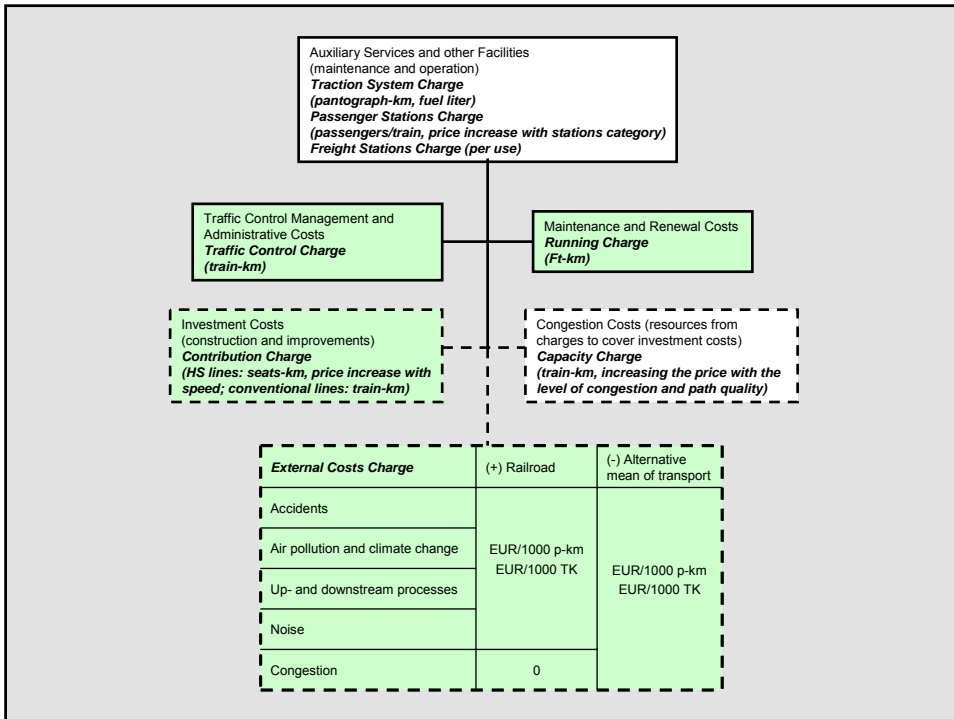 Auxiliary Services and other Facilities
(maintenance and operation)
Traction System Charge
(pantograph-km, fuel liter)
Passenger Stations Charge
(passengers/train, price increase with stations category)
Freight Stations Charge (per use)
Traffic Control Management and
Administrative Costs
Traffic Control Charge
(train-km)
Maintenance and Renewal Costs
Running Charge
(Ft-km)
Investment Costs
(construction and improvements)
Contribution Charge
(HS lines: seats-km, price increase with
speed; conventional lines: train-km)
Congestion Costs (resources from
charges to cover investment costs)
Capacity Charge
(train-km, increasing the price with the
level of congestion and path quality)
External Costs Charge
(+) Railroad
(-) Alternative
mean of transport
Accidents
Air pollution and climate change
Up- and downstream processes
Noise
EUR/1000 p-km
EUR/1000 TK
EUR/1000 p-km
EUR/1000 TK
Congestion
0